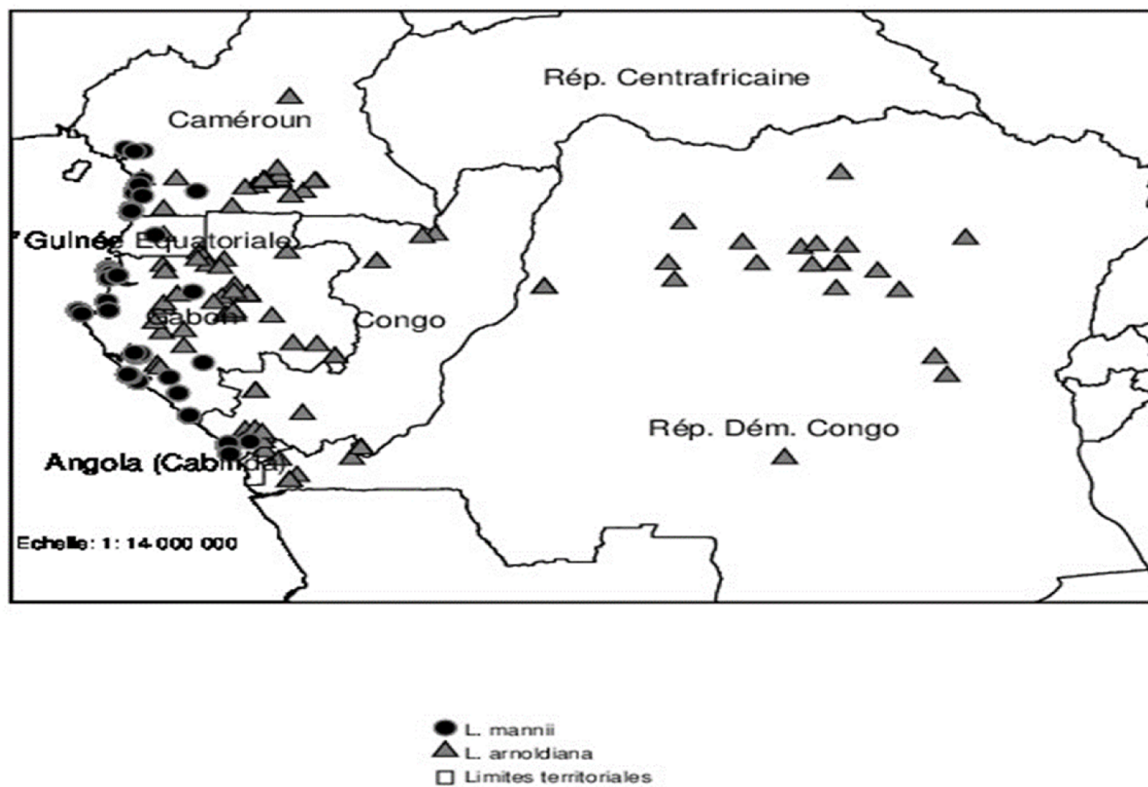 Rép. Centrafricaine
Caméroun
Guinée Equatoriale
Gabon
Congo
Rép. Dém. Congo
Angola (Cabinda)
Echelle: 1: 14 000 000
L. mannii
L. arnoldiana
Limites territoriales